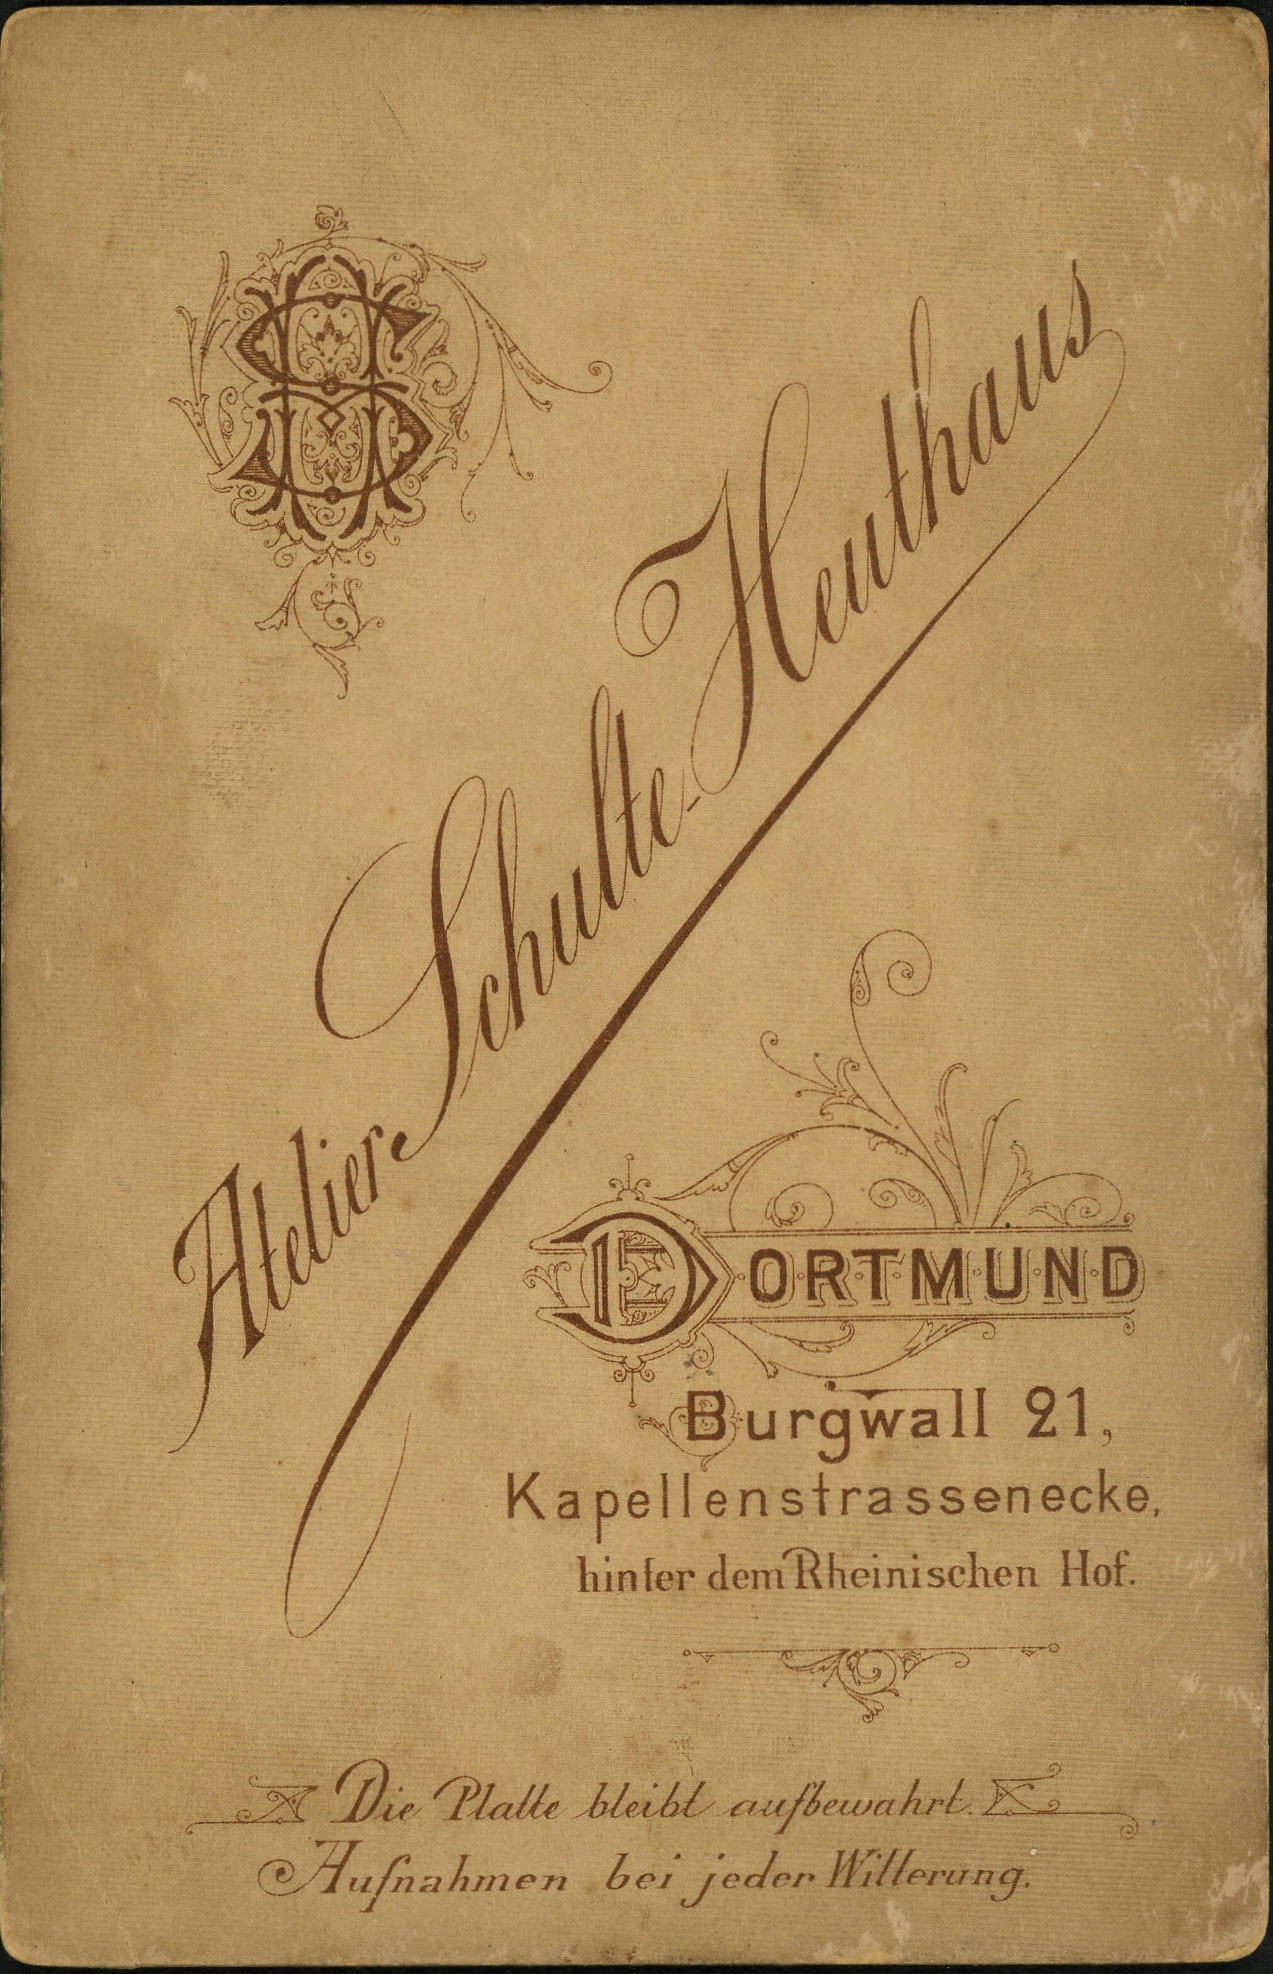 SH
Atelier Schulte-Heuthaus
DORTMUND
Burgwall 21,
Kapellenstrassenecke,
hinter dem Rheinischen Hof.
Die Platte bleibt aufbewahrt.
Aufnahmen bei jeder Witterung.